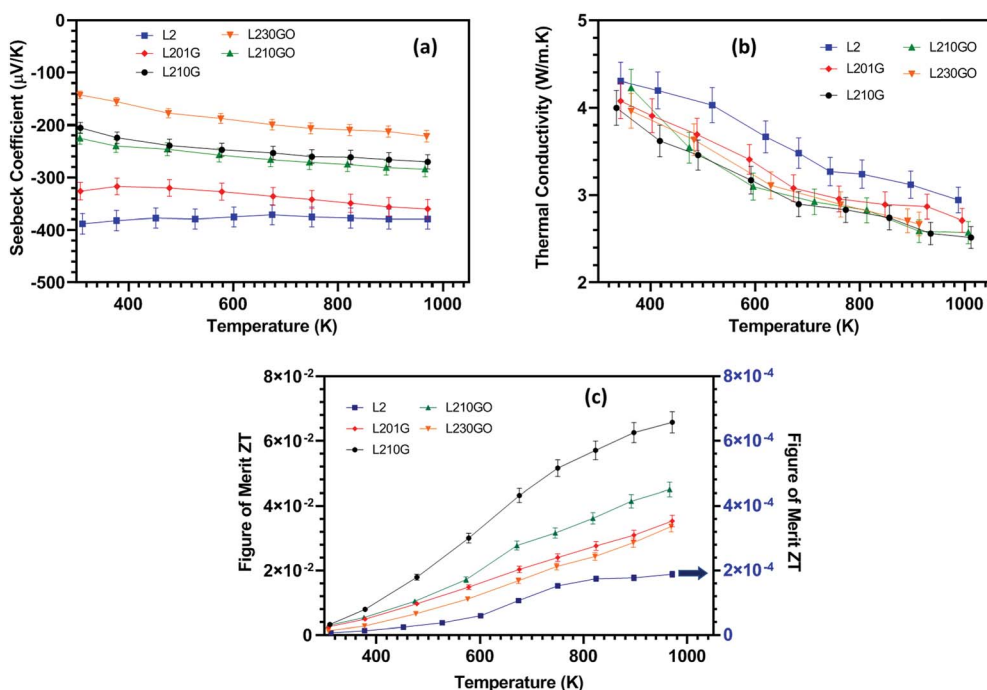 (a)
L2
L230GO
L201G
L210GO
L210G
Seebeck Coefficient (μV/K)
0
-100
-200
-300
-400
-500
400
600
800
1000
Temperature (K)
(b)
L2
L210GO
L201G
L230GO
L210G
Thermal Conductivity (W/m.K)
5
4
3
2
400
600
800
1000
Temperature (K)
(c)
L2
L210GO
L201G
L230GO
L210G
Figure of Merit ZT
8×10-2
6×10-2
4×10-2
2×10-2
0
400
600
800
1000
Temperature (K)
8×10-4
6×10-4
4×10-4
2×10-4
0
Figure of Merit ZT